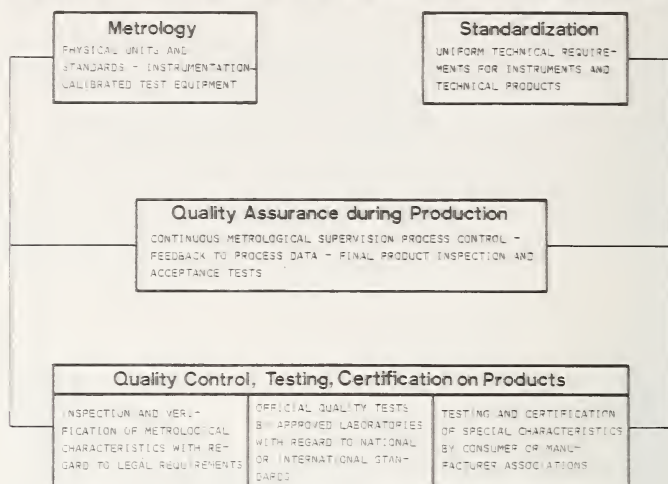 Metrology
PHYSICAL UNITS AND
STANDARDS - INSTRUMENTATION
CALIBRATED TEST EQUIPMENT
Standardization
UNIFORM TECHNICAL REQUIRE-
MENTS FOR INSTRUMENTS AND
TECHNICAL PRODUCTS
Quality Assurance during Production
CONTINUOUS METROLOGICAL SUPERVISION PROCESS CONTROL -
FEEDBACK TO PROCESS DATA - FINAL PRODUCT INSPECTION AND
ACCEPTANCE TESTS
Quality Control, Testing, Certification on Products
INSPECTION AND VERI-
FICATION OF METROLOGICAL
CHARACTERISTICS WITH RE-
GARD TO LEGAL REQUIREMENTS
OFFICIAL QUALITY TESTS
BY APPROVED LABORATORIES
WITH REGARD TO NATIONAL
OR INTERNATIONAL STAN-
DARDS
TESTING AND CERTIFICATION
OF SPECIAL CHARACTERISTICS
BY CONSUMER OR MANU-
FACTURER ASSOCIATIONS